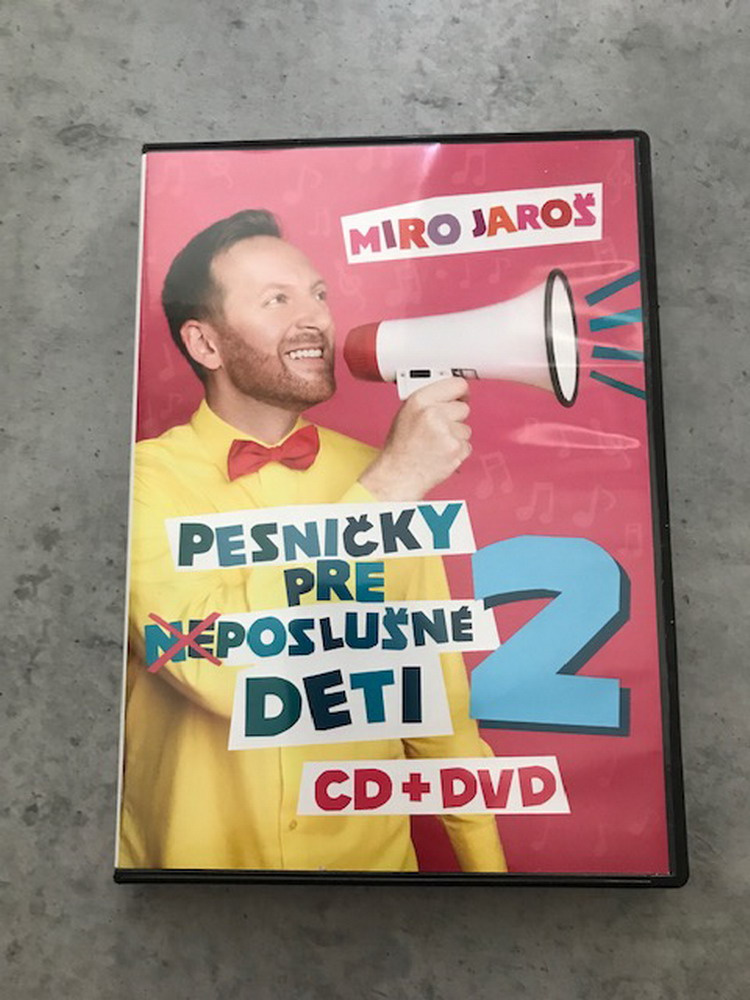 MIRO JAROŠ
PESNIČKY
PRE
NEPOSLUŠNÉ
DETI
2
CD+DVD